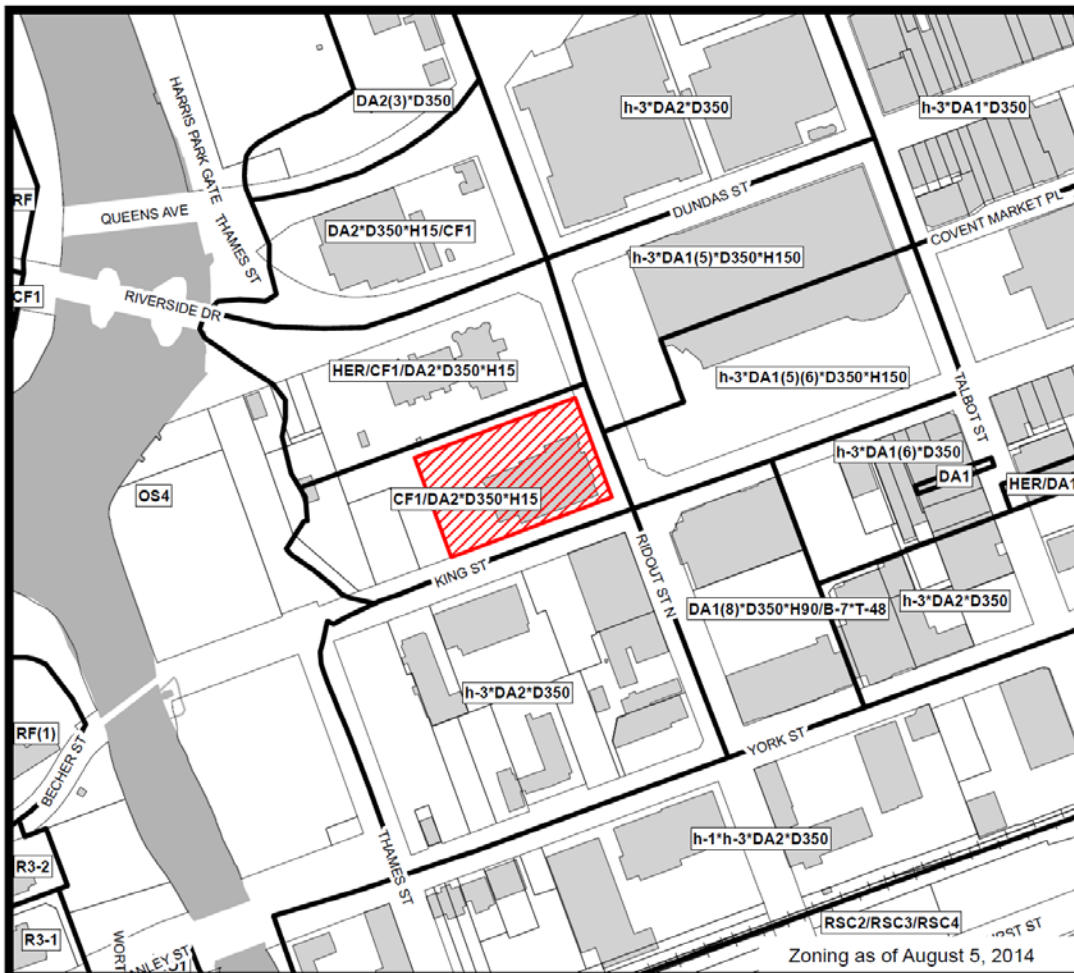 HARRIS PARK GATE
DA2(3)*D350
h-3*DA2*D350
h-3*DA1*D350
RF
QUEENS AVE
THAMES ST
DUNDAS ST
COVENT MARKET PL
DA2*D350*H15/CF1
h-3*DA1(5)*D350*H150
CF1
RIVERSIDE DR
HER/CF1/DA2*D350*H15
h-3*DA1(5)(6)*D350*H150
TALBOT ST
h-3*DA1(6)*D350
DA1
HER/DA1
OS4
CF1/DA2*D350*H15
KING ST
RIDOUT ST N
DA1(8)*D350*H90/B-7*T-48
h-3*DA2*D350
h-3*DA2*D350
RF(1)
BECHER ST
YORK ST
THAMES ST
h-1*h-3*DA2*D350
R3-2
RSC2/RSC3/RSC4
R3-1
Zoning as of August 5, 2014